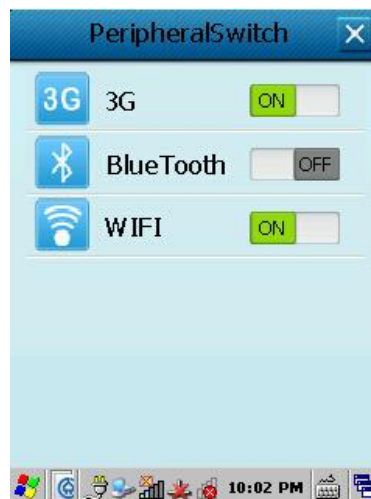 PeripheralSwitch
3G 3G ON
BlueTooth OFF
WIFI ON
10:02 PM